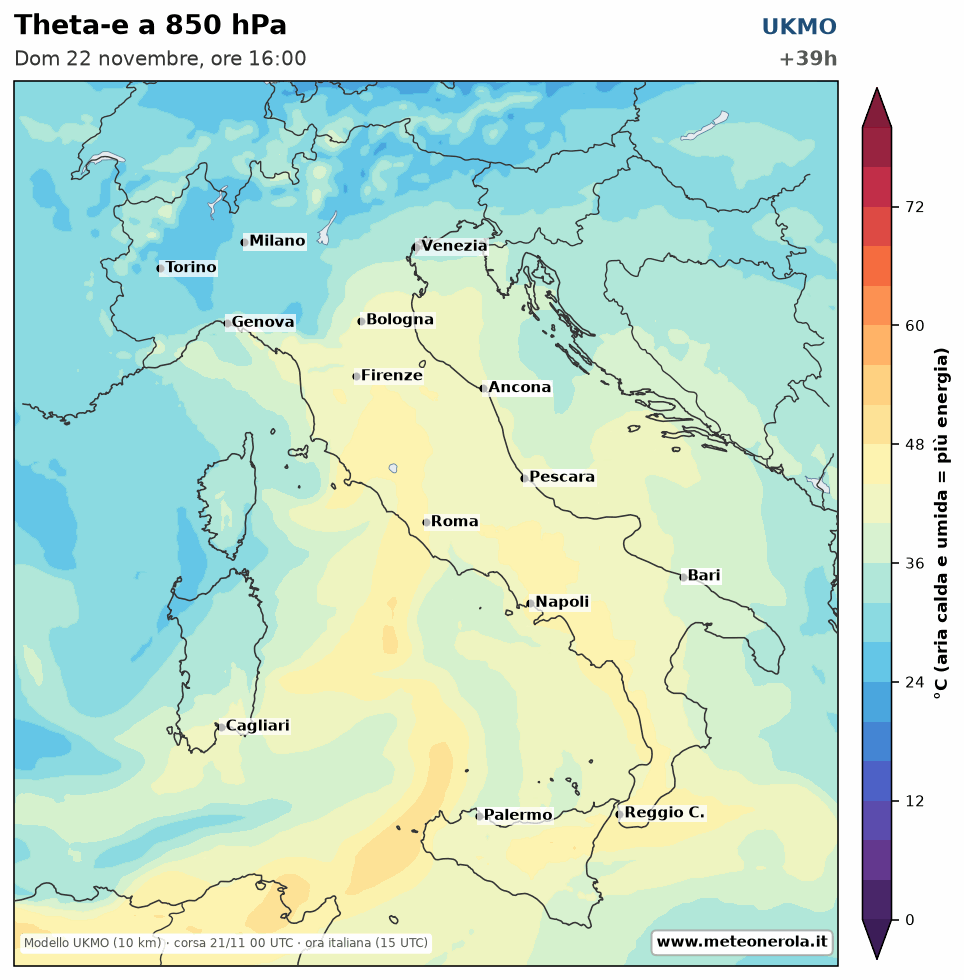 Theta-e a 850 hPa
UKMO
Dom 22 novembre, ore 16:00
+39h
Milano
Venezia
Torino
Genova
Bologna
Firenze
Ancona
Pescara
Roma
Bari
Napoli
Cagliari
Palermo
Reggio C.
72
60
48
36
24
12
0
°C (aria calda e umida = più energia)
Modello UKMO (10 km) · corsa 21/11 00 UTC · ora italiana (15 UTC)
www.meteonerola.it